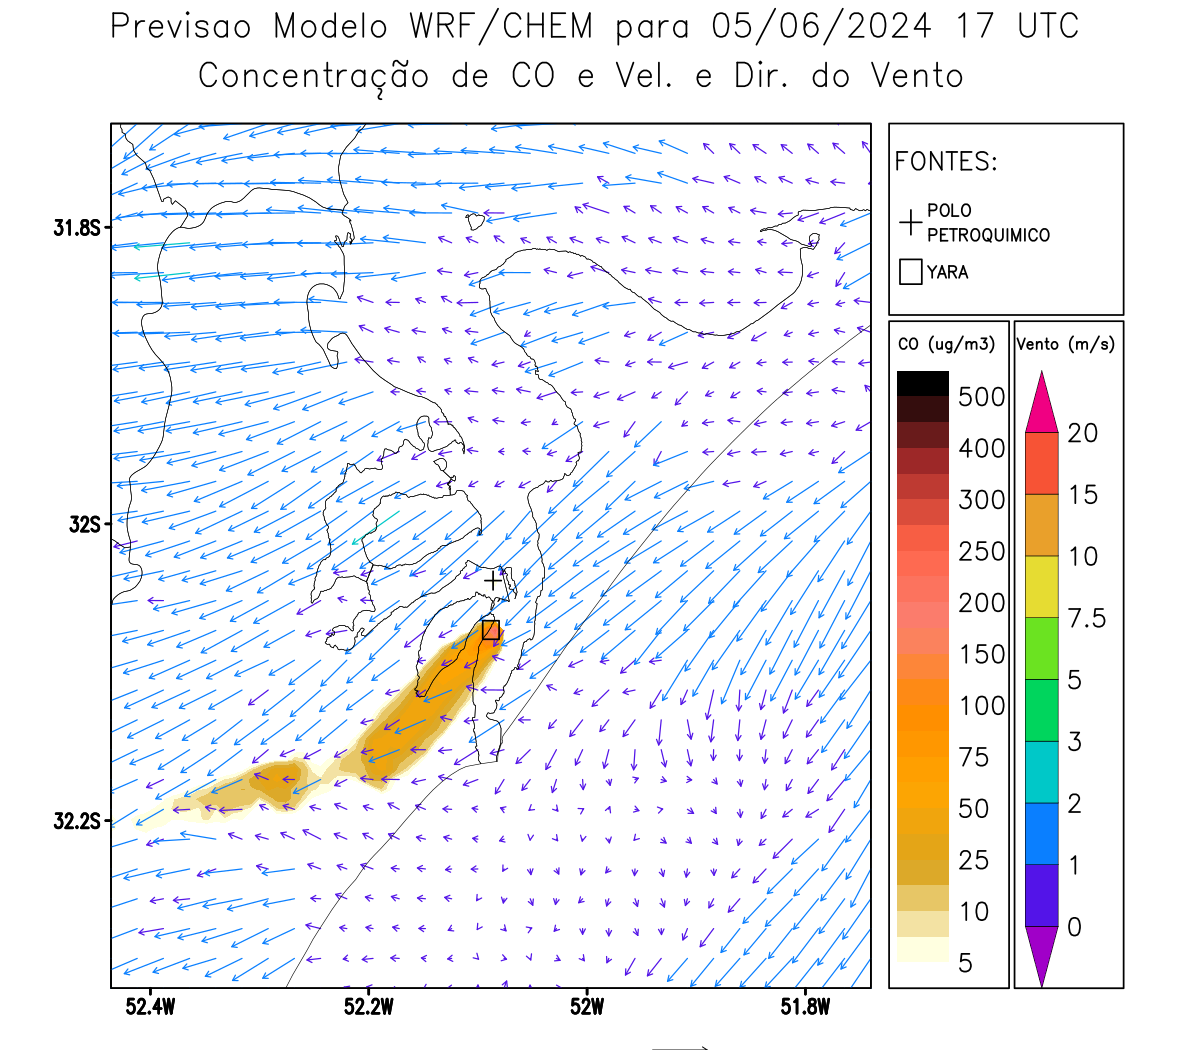 Previsao Modelo WRF/CHEM para 05/06/2024 17 UTC
Concentração de CO e Vel. e Dir. do Vento
FONTES:
POLO
PETROQUIMICO
YARA
CO (ug/m3)
500
400
300
250
200
150
100
75
50
25
10
5
Vento (m/s)
20
15
10
7.5
5
3
2
1
0
31.8S
32S
32.2S
52.4W
52.2W
52W
51.8W